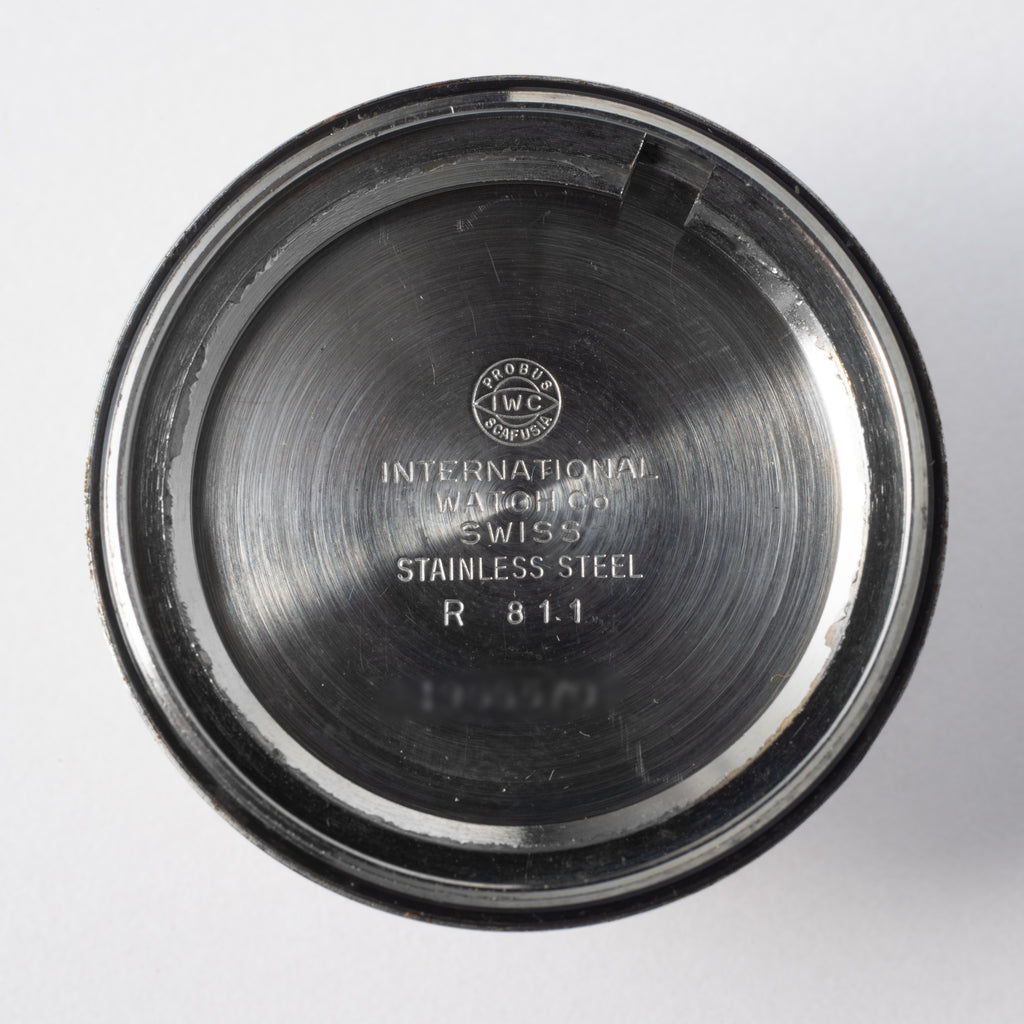 PROBUS
IWC
SCAFUSIA
INTERNATIONAL
WATCH Co
SWISS
STAINLESS STEEL
R 811